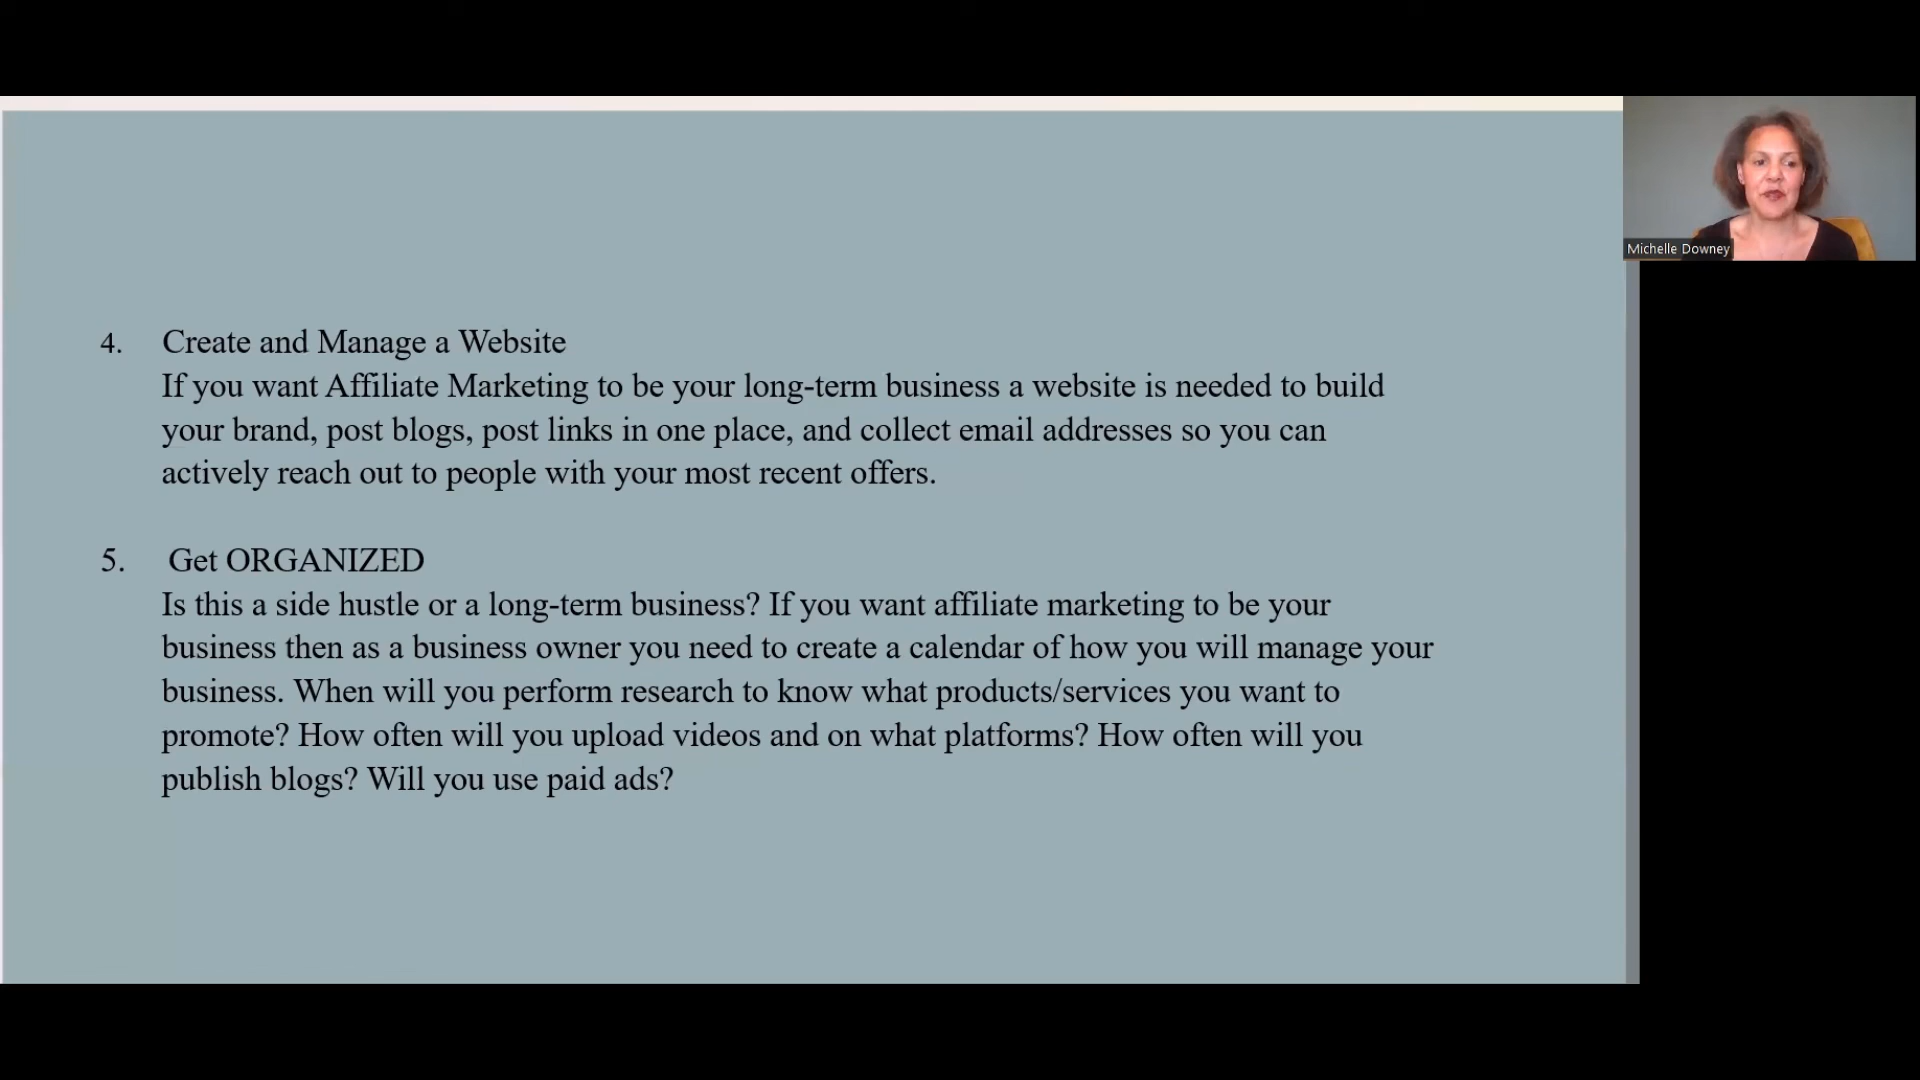 4. Create and Manage a Website
If you want Affiliate Marketing to be your long-term business a website is needed to build
your brand, post blogs, post links in one place, and collect email addresses so you can
actively reach out to people with your most recent offers.
5. Get ORGANIZED
Is this a side hustle or a long-term business? If you want affiliate marketing to be your
business then as a business owner you need to create a calendar of how you will manage your
business. When will you perform research to know what products/services you want to
promote? How often will you upload videos and on what platforms? How often will you
publish blogs? Will you use paid ads?
Michelle Downey